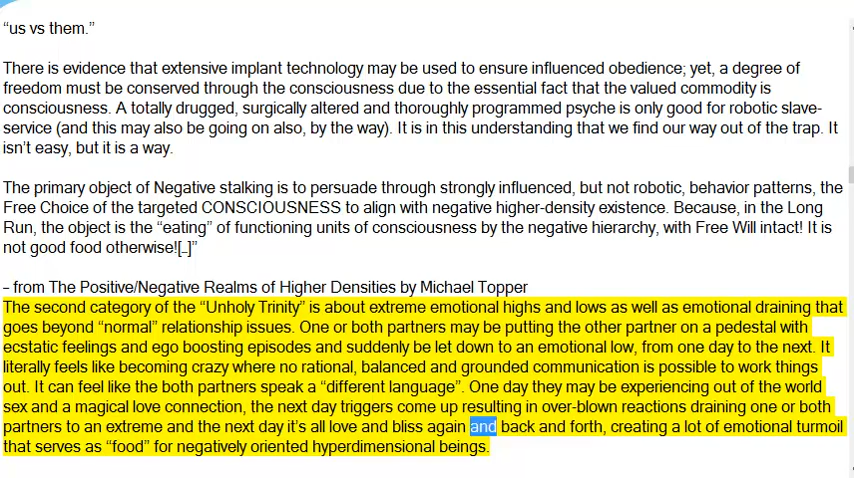 “us vs them.”
There is evidence that extensive implant technology may be used to ensure influenced obedience; yet, a degree of
freedom must be conserved through the consciousness due to the essential fact that the valued commodity is
consciousness. A totally drugged, surgically altered and thoroughly programmed psyche is only good for robotic slave-
service (and this may also be going on also, by the way). It is in this understanding that we find our way out of the trap. It
isn’t easy, but it is a way.
The primary object of Negative stalking is to persuade through strongly influenced, but not robotic, behavior patterns, the
Free Choice of the targeted CONSCIOUSNESS to align with negative higher-density existence. Because, in the Long
Run, the object is the “eating” of functioning units of consciousness by the negative hierarchy, with Free Will intact! It is
not good food otherwise![..]”
– from The Positive/Negative Realms of Higher Densities by Michael Topper
The second category of the “Unholy Trinity” is about extreme emotional highs and lows as well as emotional draining that
goes beyond “normal” relationship issues. One or both partners may be putting the other partner on a pedestal with
ecstatic feelings and ego boosting episodes and suddenly be let down to an emotional low, from one day to the next. It
literally feels like becoming crazy where no rational, balanced and grounded communication is possible to work things
out. It can feel like the both partners speak a “different language”. One day they may be experiencing out of the world
sex and a magical love connection, the next day triggers come up resulting in over-blown reactions draining one or both
partners to an extreme and the next day it’s all love and bliss again and back and forth, creating a lot of emotional turmoil
that serves as “food” for negatively oriented hyperdimensional beings.